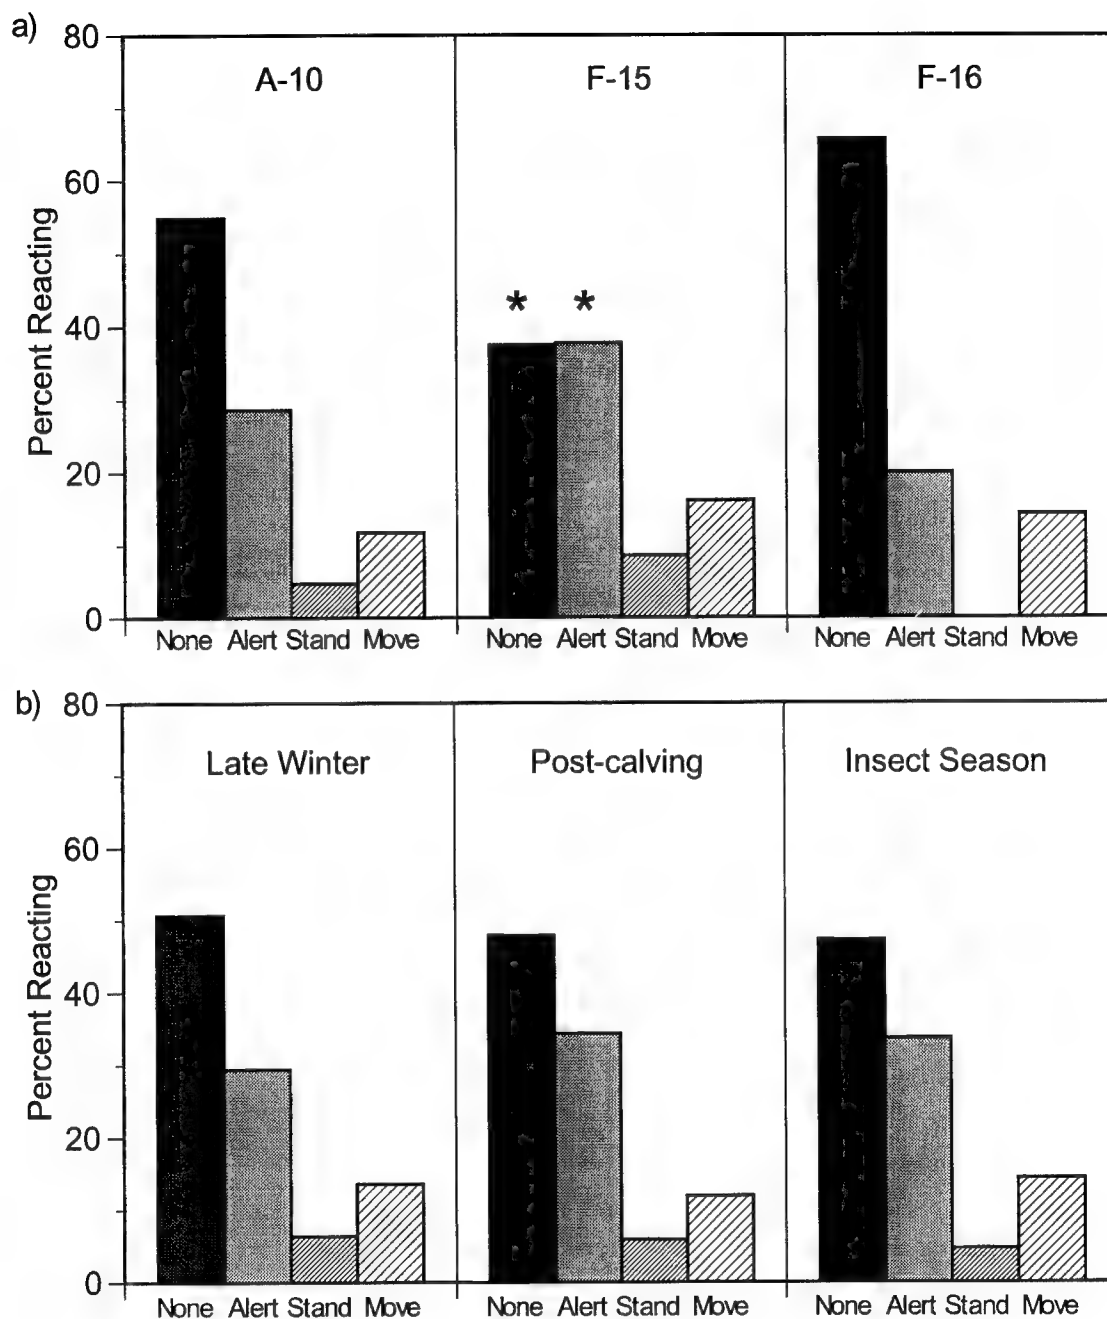 a)
80
A-10
F-15
F-16
60
Percent Reacting
40
* *
20
0
None Alert Stand Move None Alert Stand Move None Alert Stand Move
b)
80
Late Winter
Post-calving
Insect Season
60
Percent Reacting
40
20
0
None Alert Stand Move None Alert Stand Move None Alert Stand Move